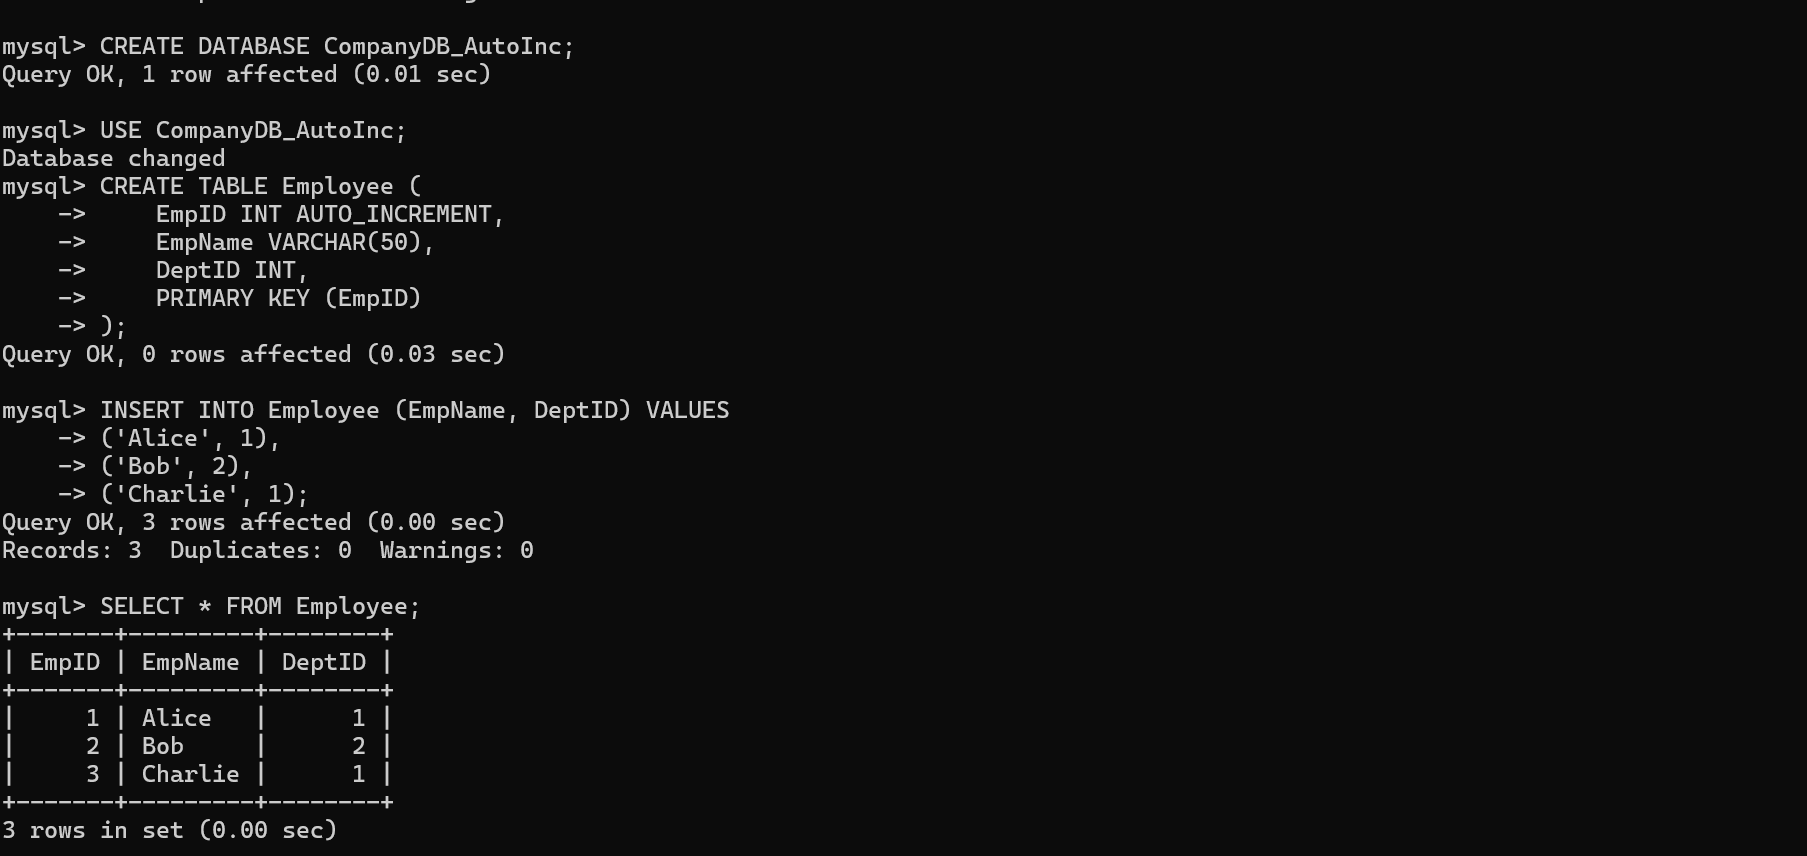 mysql> CREATE DATABASE CompanyDB_AutoInc;
Query OK, 1 row affected (0.01 sec)
mysql> USE CompanyDB_AutoInc;
Database changed
mysql> CREATE TABLE Employee (
    ->     EmpID INT AUTO_INCREMENT,
    ->     EmpName VARCHAR(50),
    ->     DeptID INT,
    ->     PRIMARY KEY (EmpID)
    -> );
Query OK, 0 rows affected (0.03 sec)
mysql> INSERT INTO Employee (EmpName, DeptID) VALUES
    -> ('Alice', 1),
    -> ('Bob', 2),
    -> ('Charlie', 1);
Query OK, 3 rows affected (0.00 sec)
Records: 3  Duplicates: 0  Warnings: 0
mysql> SELECT * FROM Employee;
+-------+---------+--------+
| EmpID | EmpName | DeptID |
+-------+---------+--------+
|     1 | Alice   |      1 |
|     2 | Bob     |      2 |
|     3 | Charlie |      1 |
+-------+---------+--------+
3 rows in set (0.00 sec)